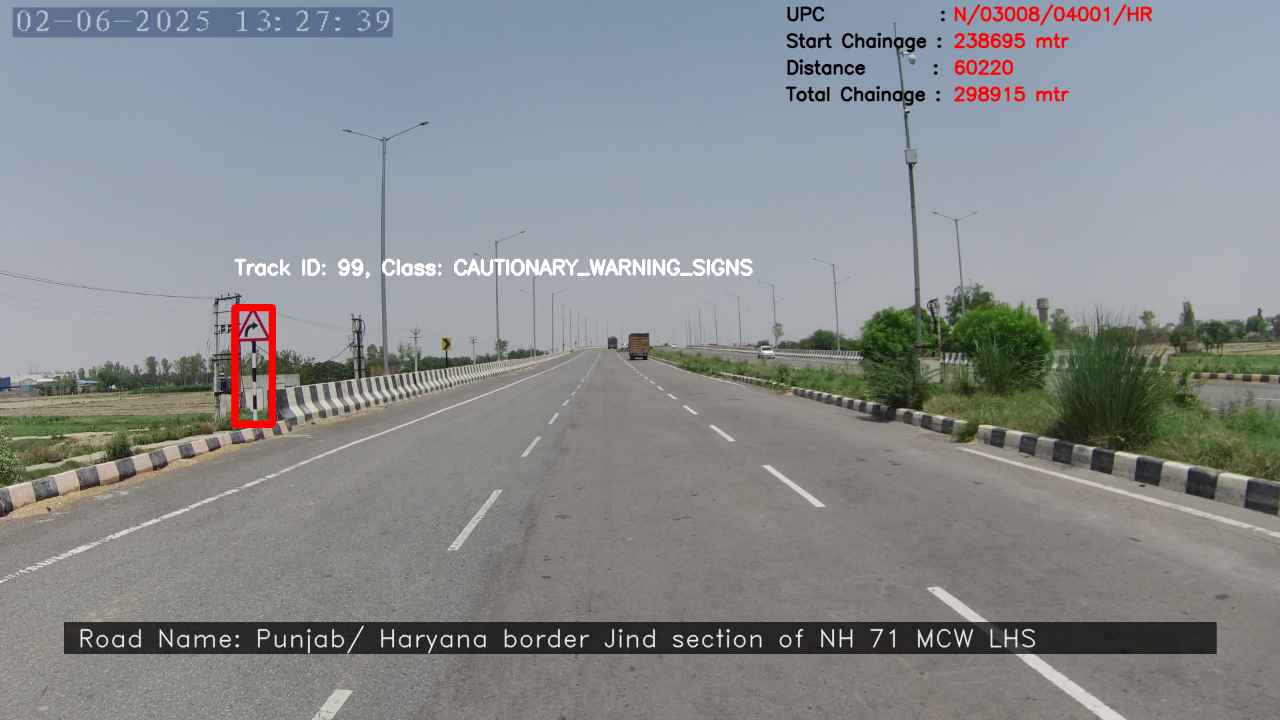 02-06-2025 13:27:39
UPC : N/03008/04001/HR
Start Chainage : 238695 mtr
Distance : 60220
Total Chainage : 298915 mtr
Track ID: 99, Class: CAUTIONARY_WARNING_SIGNS
Road Name: Punjab/ Haryana border Jind section of NH 71 MCW LHS